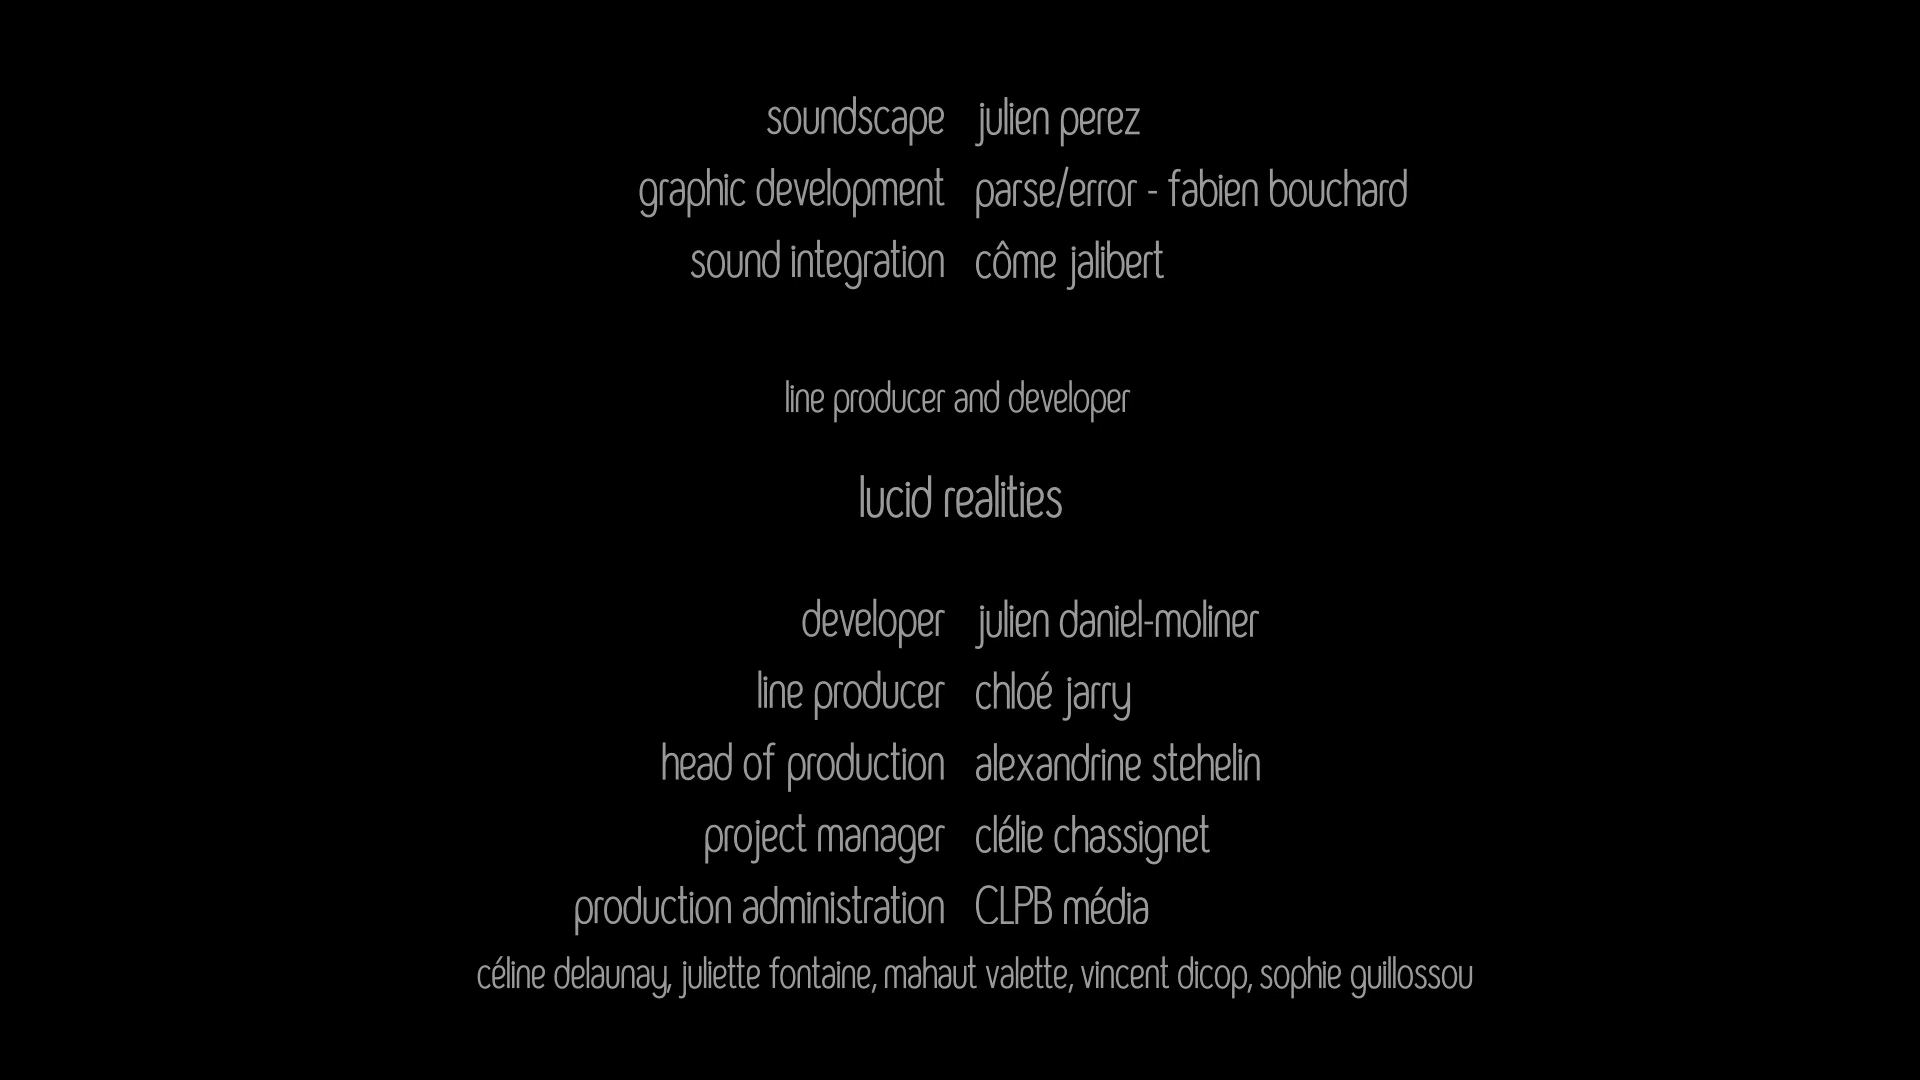 soundscape julien perez
graphic development parse/error - fabien bouchard
sound integration côme jalibert
line producer and developer
lucid realities
developer julien daniel-moliner
line producer chloé jarry
head of production alexandrine stehelin
project manager clélie chassignet
production administration CLPB média
céline delaunay, juliette fontaine, mahaut valette, vincent dicop, sophie guillossou